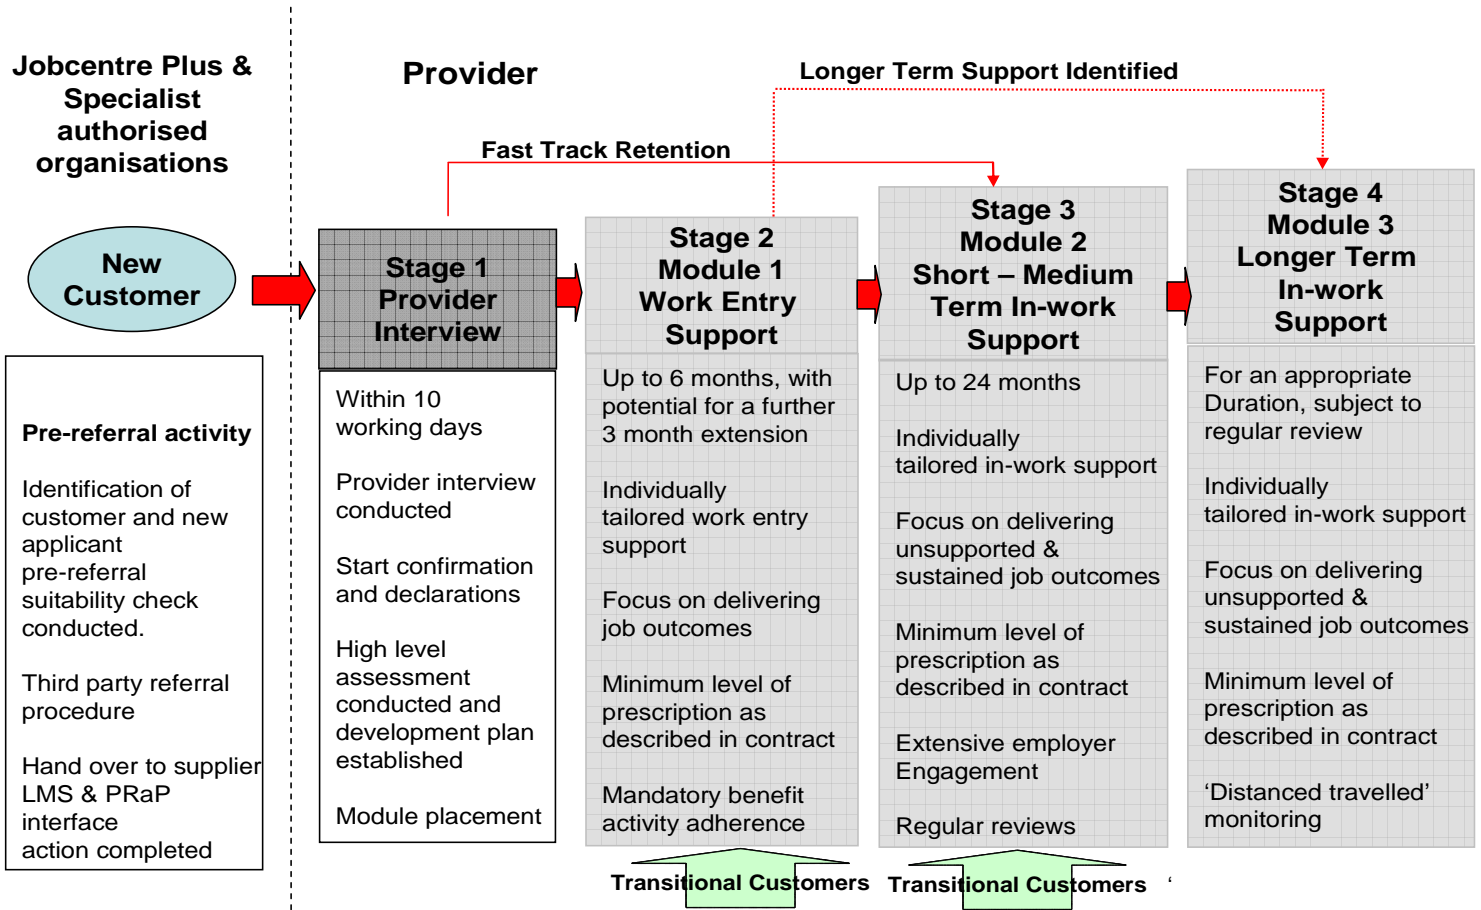 Jobcentre Plus &
Specialist
authorised
organisations
Provider
Longer Term Support Identified
Fast Track Retention
New
Customer
Stage 1
Provider
Interview
Stage 2
Module 1
Work Entry
Support
Stage 3
Module 2
Short – Medium
Term In-work
Support
Stage 4
Module 3
Longer Term
In-work
Support
Pre-referral activity
Identification of
customer and new
applicant
pre-referral
suitability check
conducted.
Third party referral
procedure
Hand over to supplier
LMS & PRaP
interface
action completed
Within 10
working days
Provider interview
conducted
Start confirmation
and declarations
High level
assessment
conducted and
development plan
established
Module placement
Up to 6 months, with
potential for a further
3 month extension
Individually
tailored work entry
support
Focus on delivering
job outcomes
Minimum level of
prescription as
described in contract
Mandatory benefit
activity adherence
Up to 24 months
Individually
tailored in-work support
Focus on delivering
unsupported &
sustained job outcomes
Minimum level of
prescription as
described in contract
Extensive employer
Engagement
Regular reviews
For an appropriate
Duration, subject to
regular review
Individually
tailored in-work support
Focus on delivering
unsupported &
sustained job outcomes
Minimum level of
prescription as
described in contract
‘Distanced travelled’
monitoring
Transitional Customers
Transitional Customers ‘